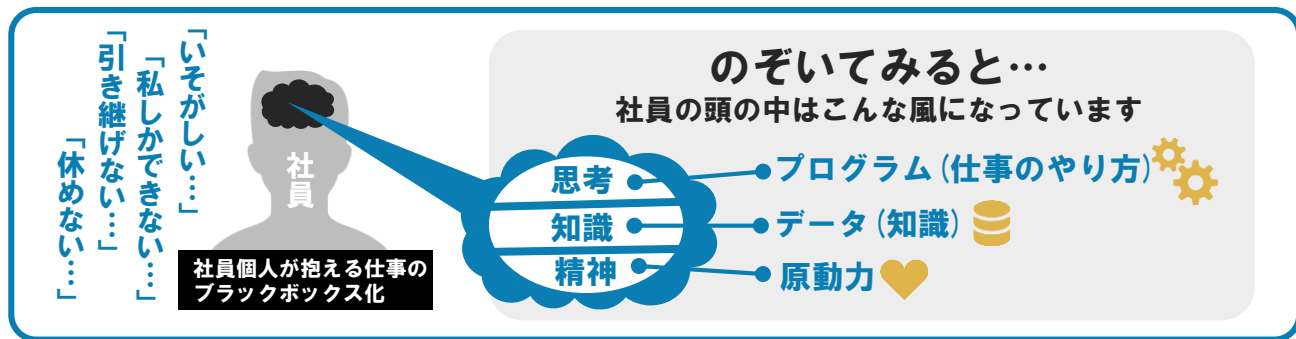 「いそがしい…」
「私しかできない…」
「引き継げない…」
「休めない…」
社員
社員個人が抱える仕事の
ブラックボックス化
のぞいてみると…
社員の頭の中はこんな風になっています
思考
プログラム(仕事のやり方)
知識
データ(知識)
精神
原動力